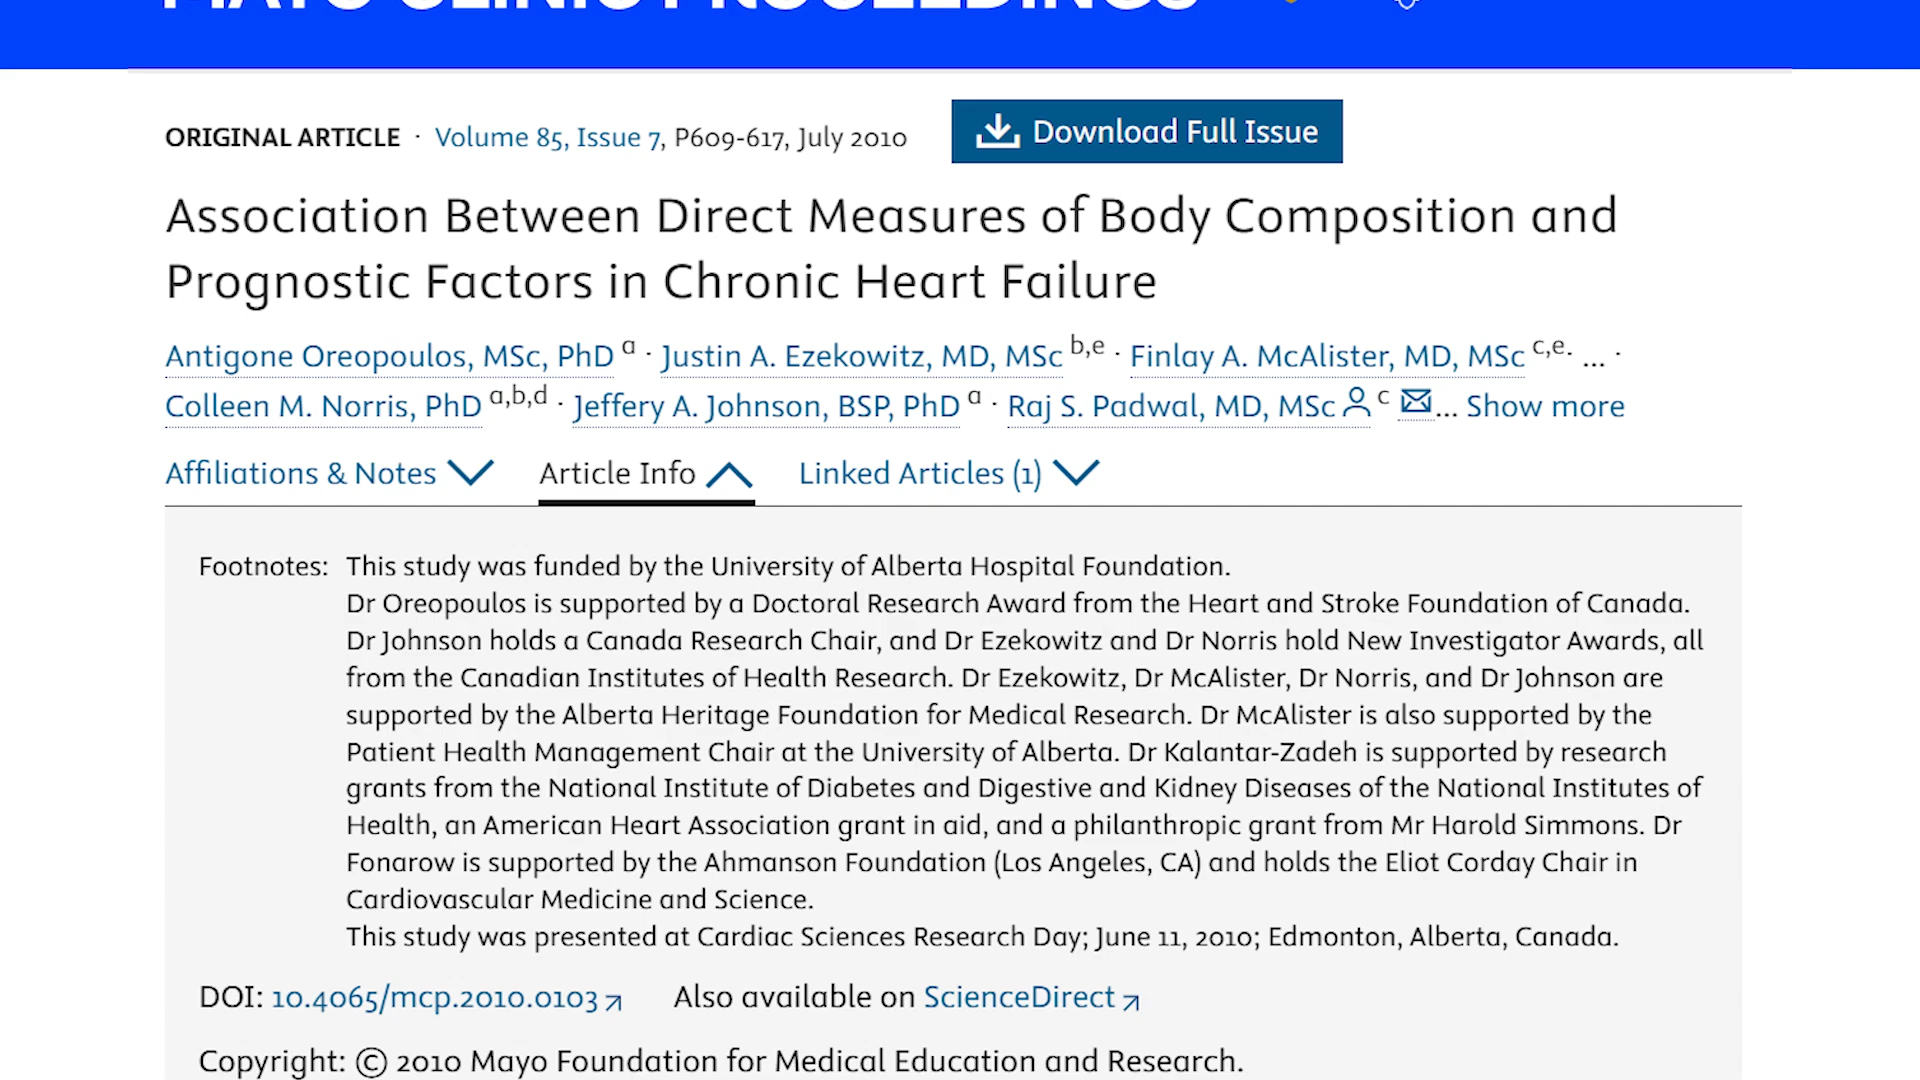 MAYO CLINIC PROCEEDINGS
ORIGINAL ARTICLE · Volume 85, Issue 7, P609-617, July 2010
Download Full Issue
Association Between Direct Measures of Body Composition and
Prognostic Factors in Chronic Heart Failure
Antigone Oreopoulos, MSc, PhD a · Justin A. Ezekowitz, MD, MSc b,e · Finlay A. McAlister, MD, MSc c,e. ... ·
Colleen M. Norris, PhD a,b,d · Jeffery A. Johnson, BSP, PhD a · Raj S. Padwal, MD, MSc c ... Show more
Affiliations & Notes Article Info Linked Articles (1)
Footnotes: This study was funded by the University of Alberta Hospital Foundation.
Dr Oreopoulos is supported by a Doctoral Research Award from the Heart and Stroke Foundation of Canada.
Dr Johnson holds a Canada Research Chair, and Dr Ezekowitz and Dr Norris hold New Investigator Awards, all
from the Canadian Institutes of Health Research. Dr Ezekowitz, Dr McAlister, Dr Norris, and Dr Johnson are
supported by the Alberta Heritage Foundation for Medical Research. Dr McAlister is also supported by the
Patient Health Management Chair at the University of Alberta. Dr Kalantar-Zadeh is supported by research
grants from the National Institute of Diabetes and Digestive and Kidney Diseases of the National Institutes of
Health, an American Heart Association grant in aid, and a philanthropic grant from Mr Harold Simmons. Dr
Fonarow is supported by the Ahmanson Foundation (Los Angeles, CA) and holds the Eliot Corday Chair in
Cardiovascular Medicine and Science.
This study was presented at Cardiac Sciences Research Day; June 11, 2010; Edmonton, Alberta, Canada.
DOI: 10.4065/mcp.2010.0103 Also available on ScienceDirect
Copyright: © 2010 Mayo Foundation for Medical Education and Research.